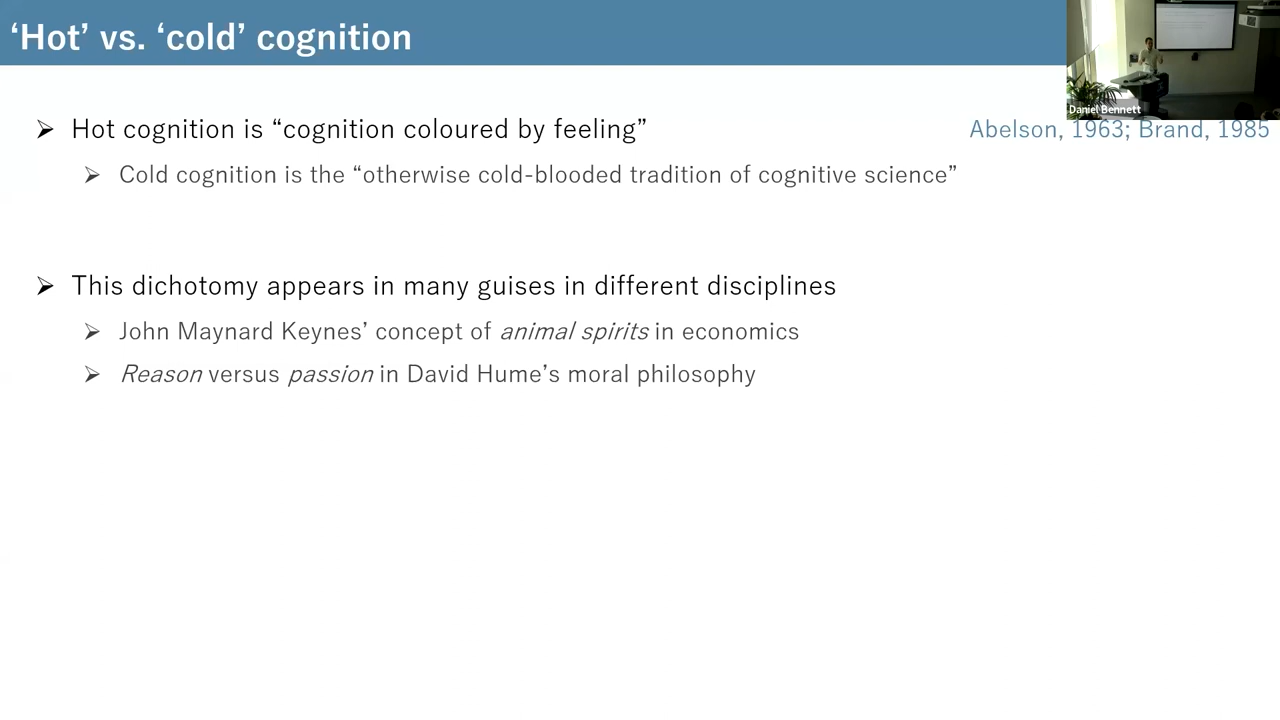 ‘Hot’ vs. ‘cold’ cognition
Daniel Bennett
➢ Hot cognition is “cognition coloured by feeling”
Abelson, 1963; Brand, 1985
➢ Cold cognition is the “otherwise cold-blooded tradition of cognitive science”
➢ This dichotomy appears in many guises in different disciplines
➢ John Maynard Keynes’ concept of animal spirits in economics
➢ Reason versus passion in David Hume’s moral philosophy